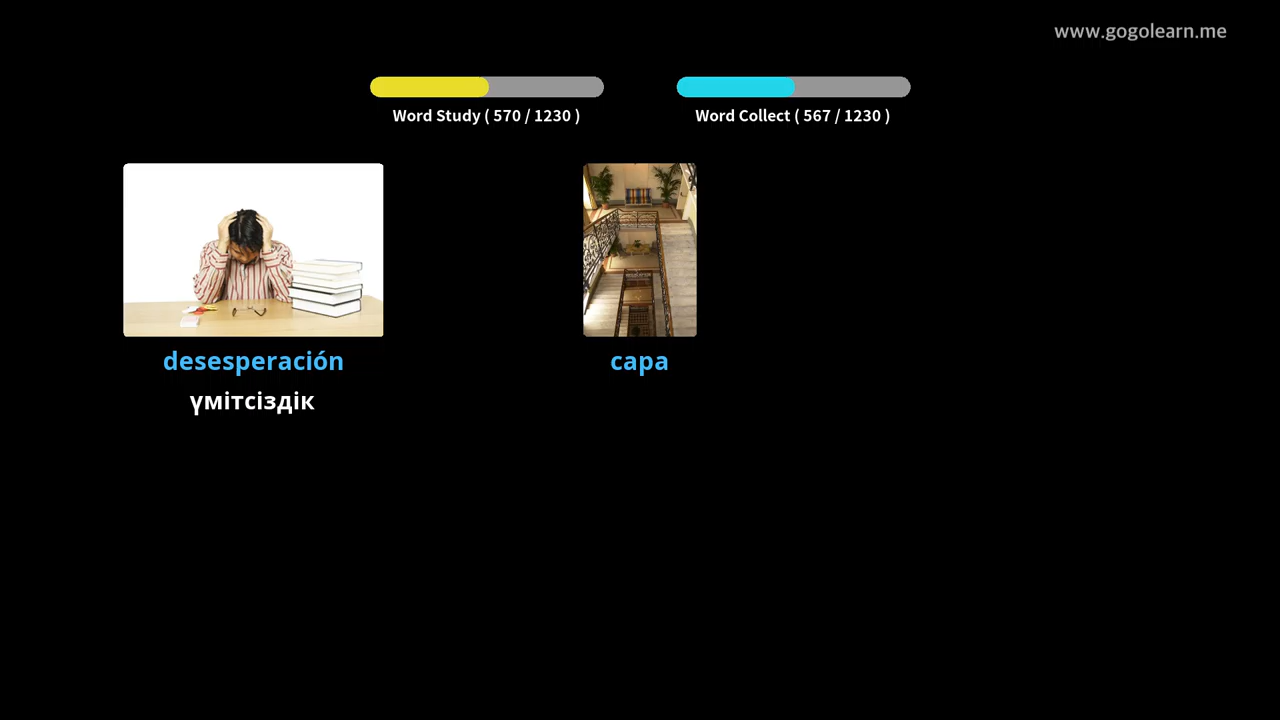 www.gogolearn.me
Word Study ( 570 / 1230 )
Word Collect ( 567 / 1230 )
desesperación
үмітсіздік
capa